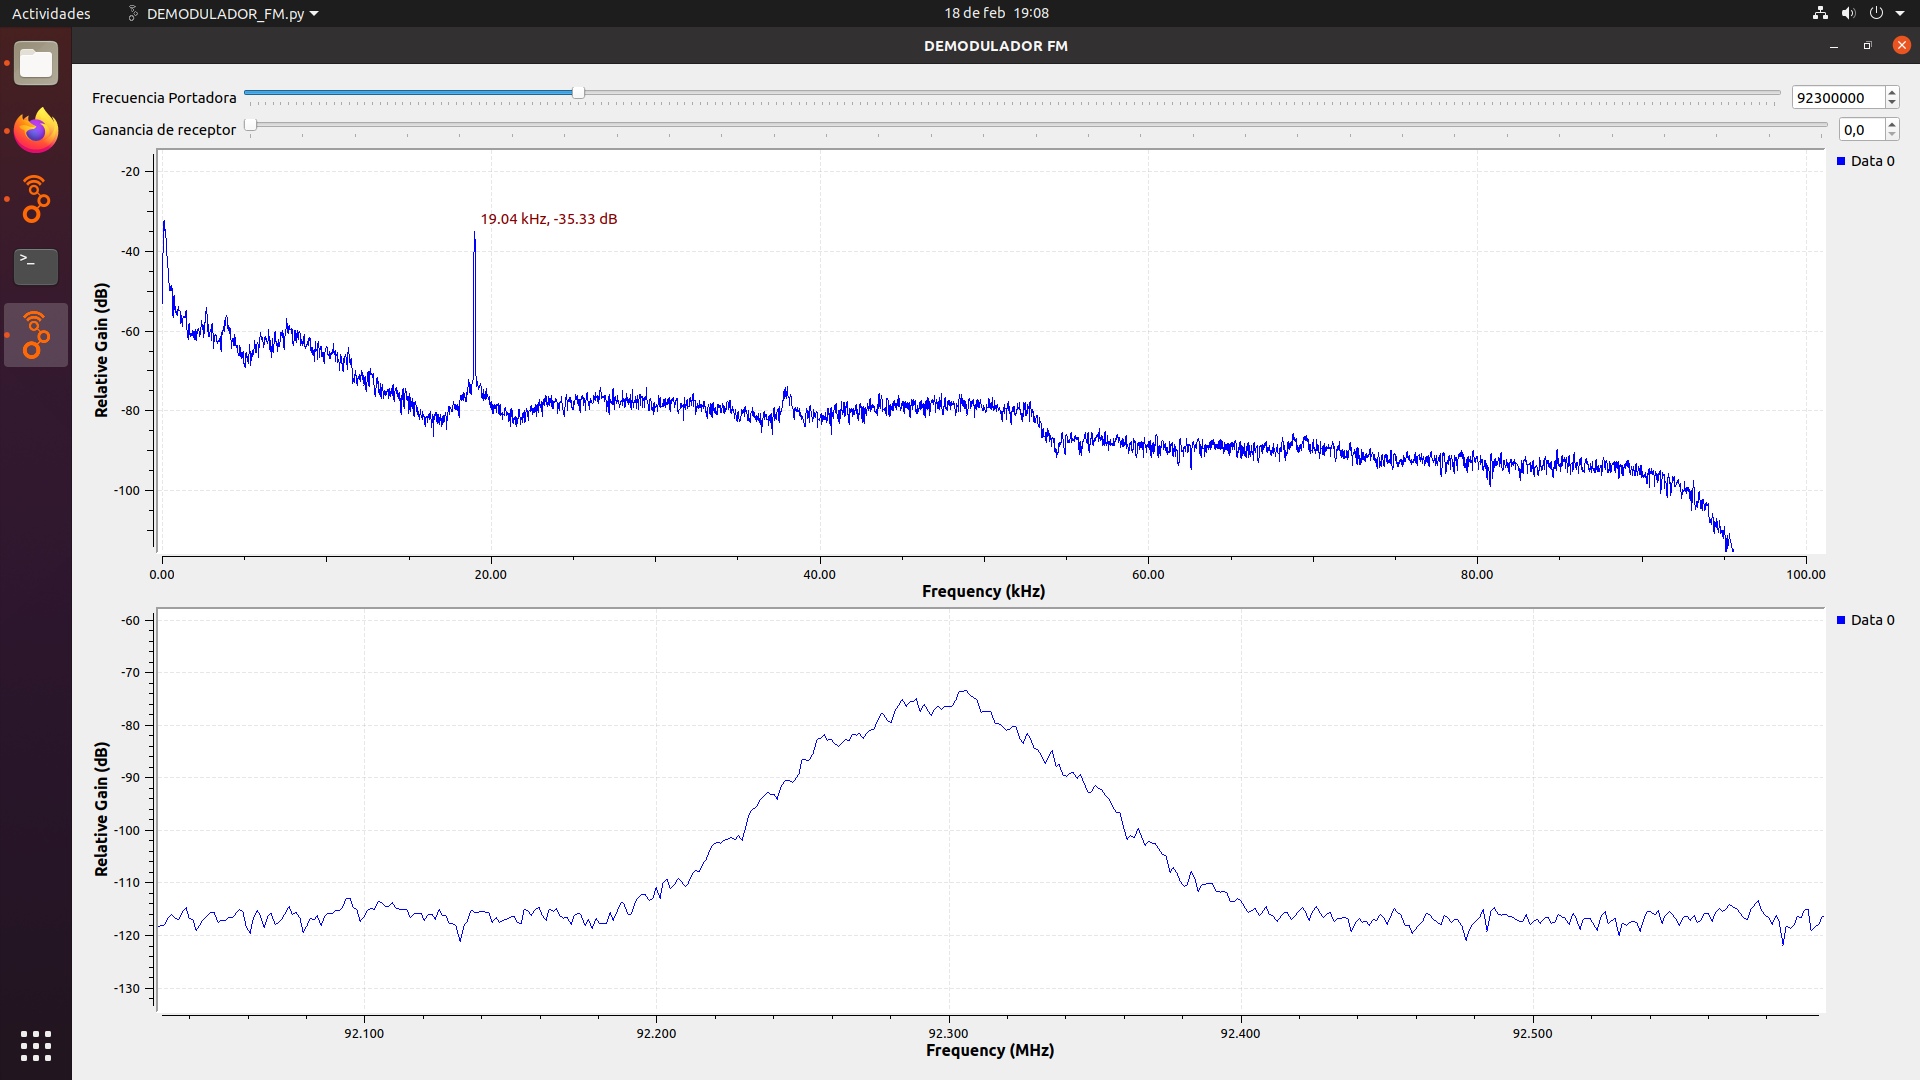 Actividades DEMODULADOR_FM.py 18 de feb 19:08
DEMODULADOR FM
Frecuencia Portadora 92300000
Ganancia de receptor 0,0
Data 0
19.04 kHz, -35.33 dB
Relative Gain (dB)
-20
-40
-60
-80
-100
0.00 20.00 40.00 60.00 80.00 100.00
Frequency (kHz)
Data 0
Relative Gain (dB)
-60
-70
-80
-90
-100
-110
-120
-130
92.100 92.200 92.300 92.400 92.500
Frequency (MHz)
>_